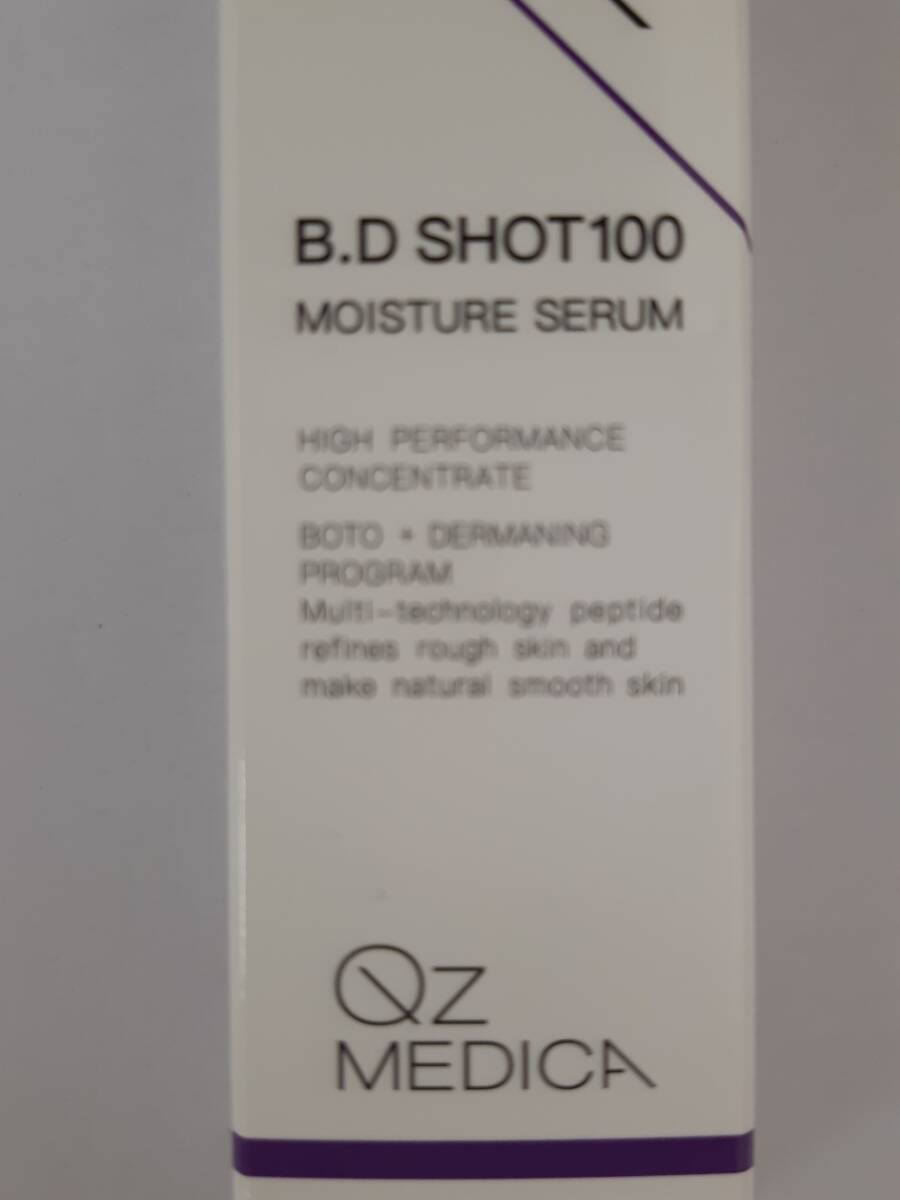 B.D SHOT100
MOISTURE SERUM
HIGH PERFORMANCE
CONCENTRATE
BOTO + DERMANING
PROGRAM
Multi-technology peptide
refines rough skin and
make natural smooth skin
QZ
MEDICA